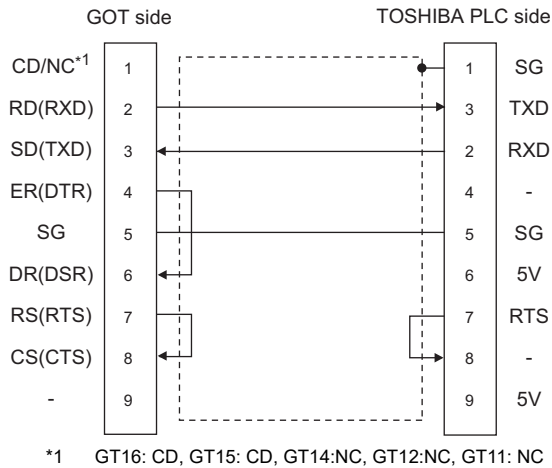 GOT side TOSHIBA PLC side
CD/NC*1 1 1 SG
RD(RXD) 2 3 TXD
SD(TXD) 3 2 RXD
ER(DTR) 4 4 -
SG 5 5 SG
DR(DSR) 6 6 5V
RS(RTS) 7 7 RTS
CS(CTS) 8 8 -
- 9 9 5V
*1 GT16: CD, GT15: CD, GT14:NC, GT12:NC, GT11: NC